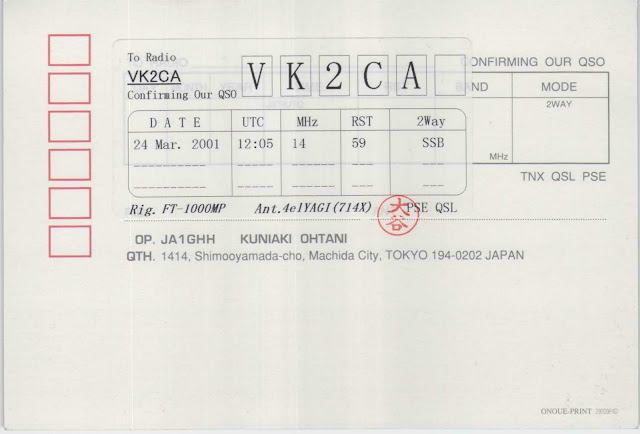 To Radio
VK2CA
Confirming Our QSO
V K 2 C A
CONFIRMING OUR QSO
ND MODE
2WAY
MHz
TNX QSL PSE
DATE UTC MHz RST 2Way
24 Mar. 2001 12:05 14 59 SSB
---- --- --- --- ---
---------- ---- --- --- ---
Rig. FT-1000MP Ant.4elYAGI(714X) PSE QSL
大谷
OP. JA1GHH KUNIAKI OHTANI
QTH. 1414, Shimooyamada-cho, Machida City, TOKYO 194-0202 JAPAN
ONOUE-PRINT